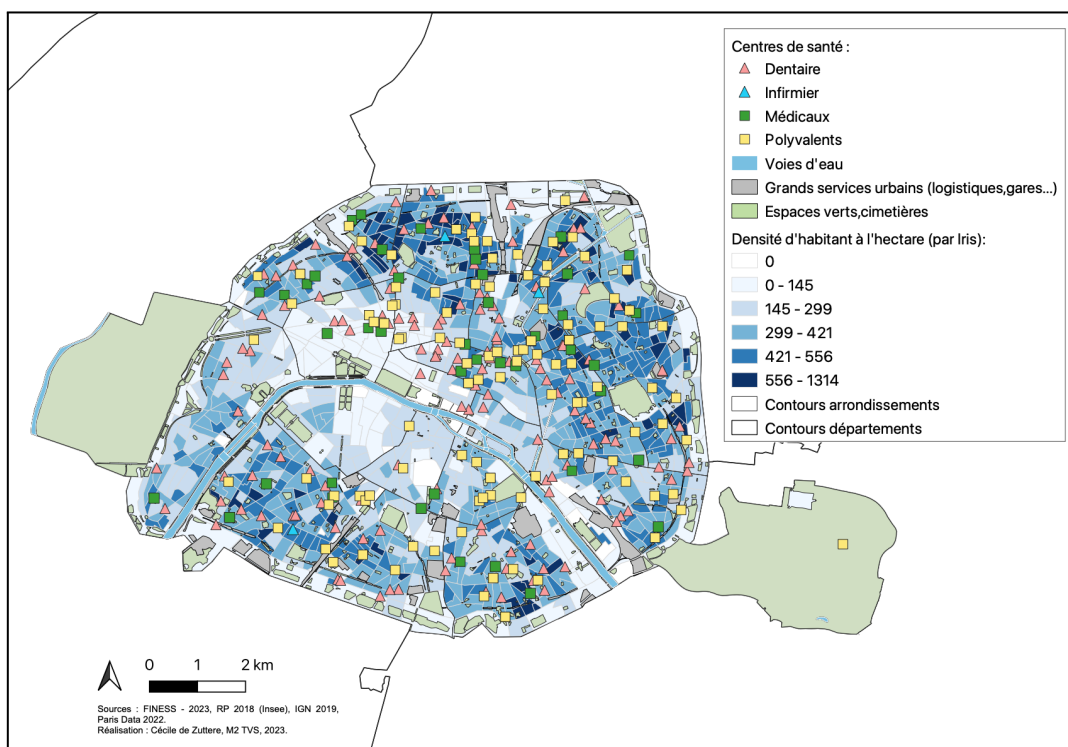 Centres de santé :
Dentaire
Infirmier
Médicaux
Polyvalents
Voies d'eau
Grands services urbains (logistiques,gares...)
Espaces verts,cimetières
Densité d'habitant à l'hectare (par Iris):
0
0 - 145
145 - 299
299 - 421
421 - 556
556 - 1314
Contours arrondissements
Contours départements
0 1 2 km
Sources : FINESS - 2023, RP 2018 (Insee), IGN 2019,
Paris Data 2022.
Réalisation : Cécile de Zuttere, M2 TVS, 2023.